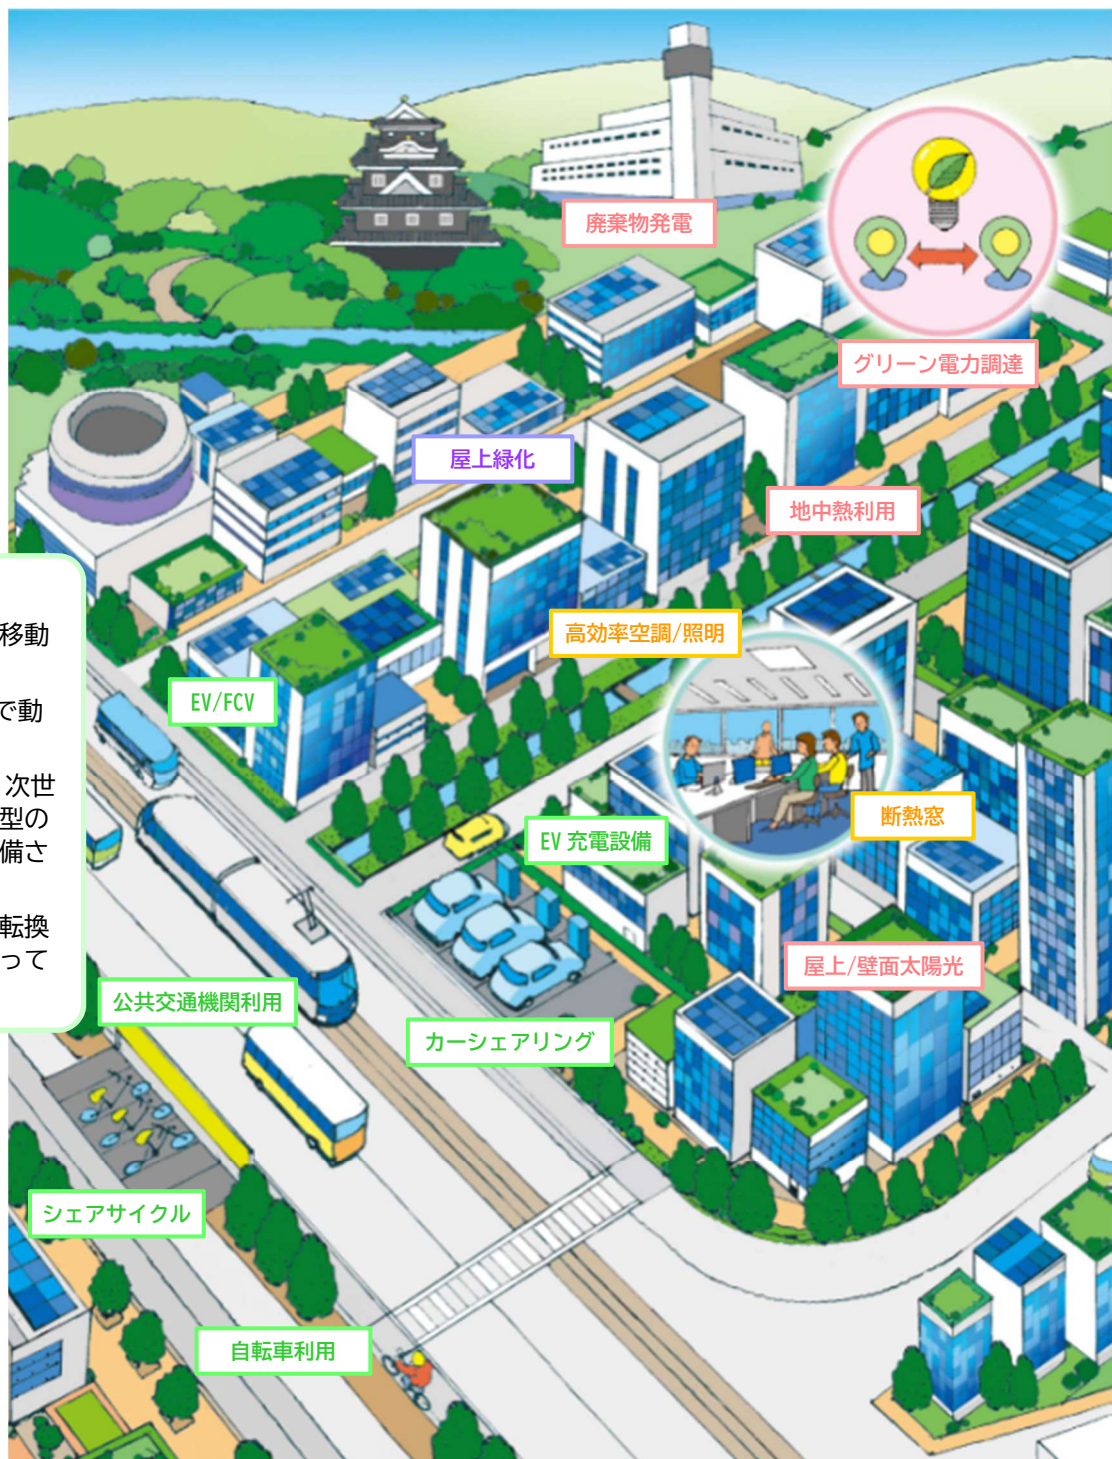 廃棄物発電
グリーン電力調達
屋上緑化
地中熱利用
高効率空調/照明
EV/FCV
断熱窓
EV 充電設備
屋上/壁面太陽光
公共交通機関利用
カーシェアリング
シェアサイクル
自転車利用
移動
で動
次世
型の
備さ
転換
って